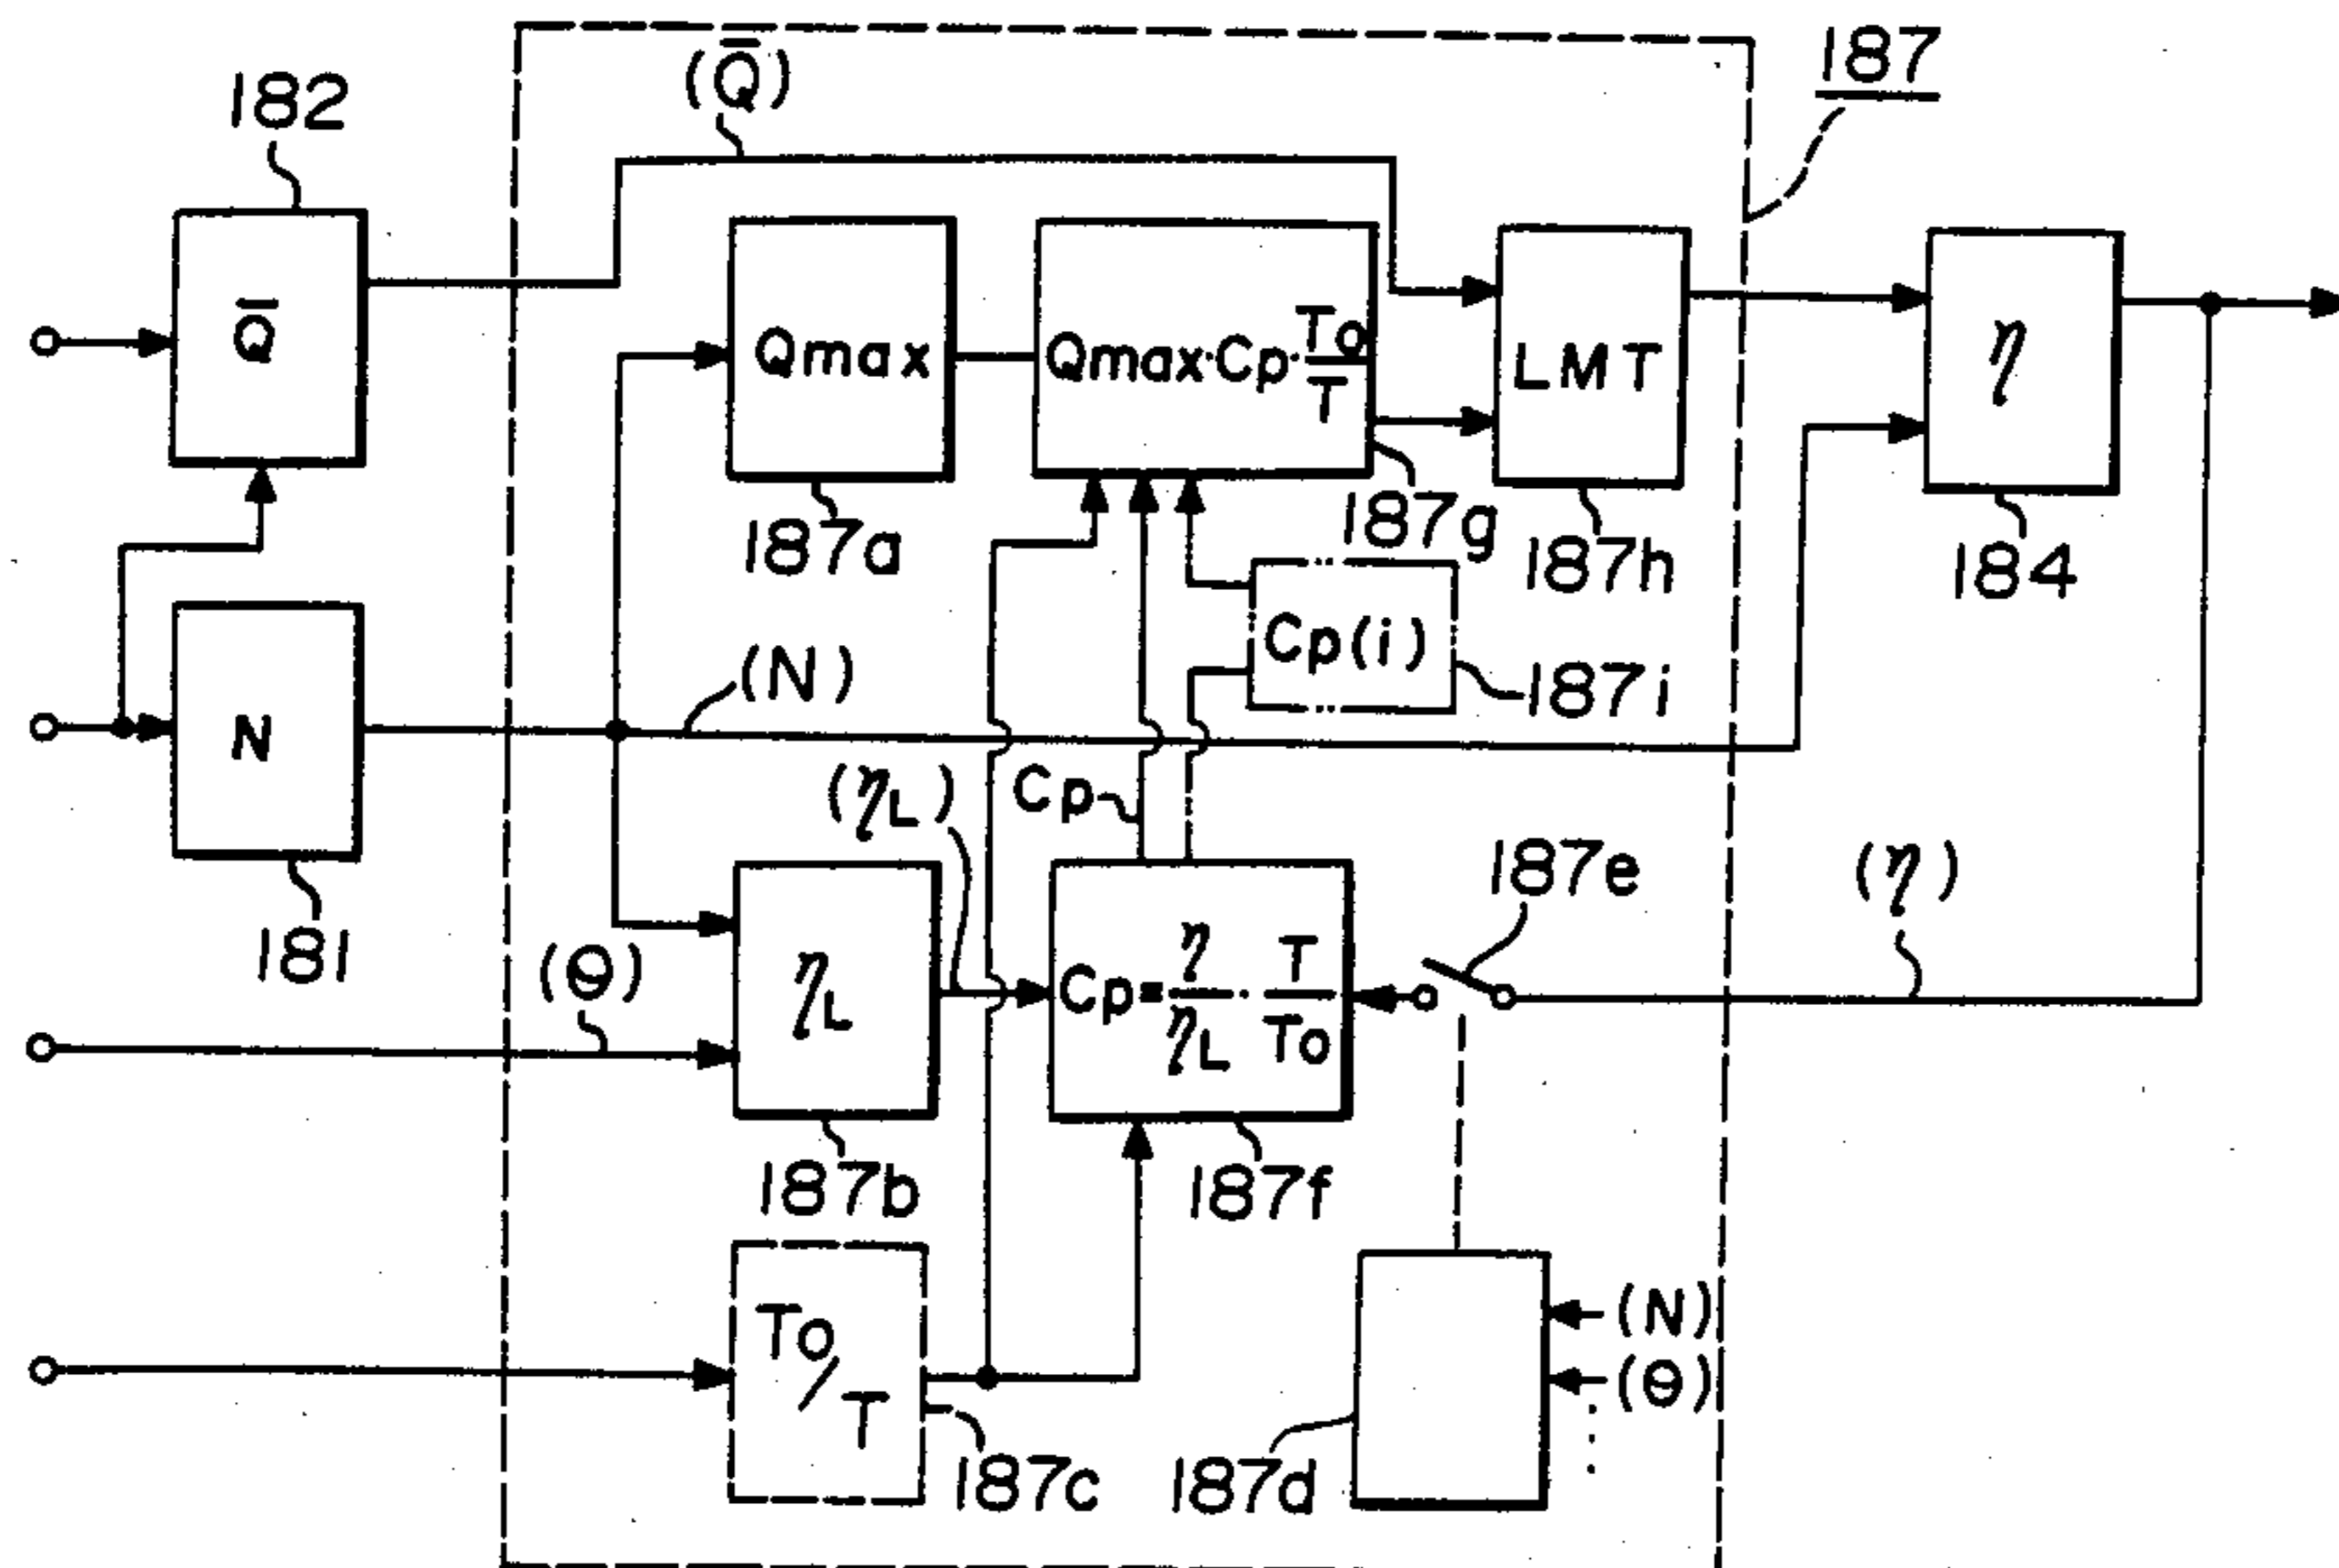 187
(Q̄)
182
Q̄
Qmax
Qmax·Cp·To/T
LMT
η
187a
187g
187h
184
Cp(i)
187i
(N)
N
(ηL)
Cp
187e
(η)
181
(Θ)
ηL
Cp=η/ηL·T/To
187b
187f
To/T
(N)
(Θ)
187c
187d